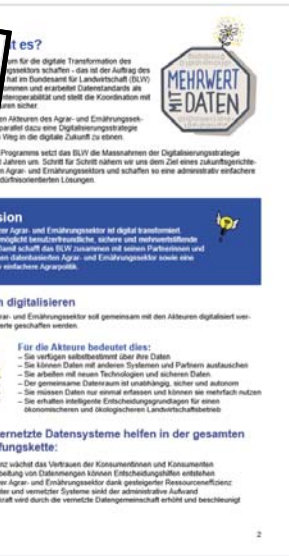 t es?
um für die digitale Transformation des
ngssektors schaffen - das ist der Auftrag des
hat im Bundesamt für Landwirtschaft (BLW)
ommen und erarbeitet Datenstandards als
nteroperabilität und stellt die Koordination mit
uren sicher.
en Akteuren des Agrar- und Ernährungssek-
parallel dazu eine Digitalisierungsstrategie
Weg in die digitale Zukunft zu ebnen.
MEHRWERT
MIT DATEN
Programms setzt das BLW die Massnahmen der Digitalisierungsstrategie
Jahren um. Schritt für Schritt nähern wir uns dem Ziel eines zukunftsgerichte-
n Agrar- und Ernährungssektors und schaffen so eine administrativ einfachere
dürfnisorientierten Lösungen.
sion
er Agrar- und Ernährungssektor ist digital transformiert.
möglicht benutzerfreundliche, sichere und mehrwertstiftende
Damit schafft das BLW zusammen mit seinen Partnerinnen und
en datenbasierten Agrar- und Ernährungssektor sowie eine
v einfachere Agrarpolitik.
n digitalisieren
rar- und Ernährungssektor soll gemeinsam mit den Akteuren digitalisiert wer-
erte geschaffen werden.
Für die Akteure bedeutet dies:
– Sie verfügen selbstbestimmt über ihre Daten
– Sie können Daten mit anderen Systemen und Partnern austauschen
– Sie arbeiten mit neuen Technologien und sicheren Daten
– Der gemeinsame Datenraum ist unabhängig, sicher und autonom
– Sie müssen Daten nur einmal erfassen und können sie mehrfach nutzen
– Sie erhalten intelligente Entscheidungsgrundlagen für einen
ökonomischeren und ökologischeren Landwirtschaftsbetrieb
ernetzte Datensysteme helfen in der gesamten
fungskette:
nz wächst das Vertrauen der Konsumentinnen und Konsumenten
beitung von Datenmengen können Entscheidungshilfen entstehen
er Agrar- und Ernährungssektor dank gesteigerter Ressourceneffizienz
ter und vernetzter Systeme sinkt der administrative Aufwand
kraft wird durch die vernetzte Datengemeinschaft erhöht und beschleunigt
2